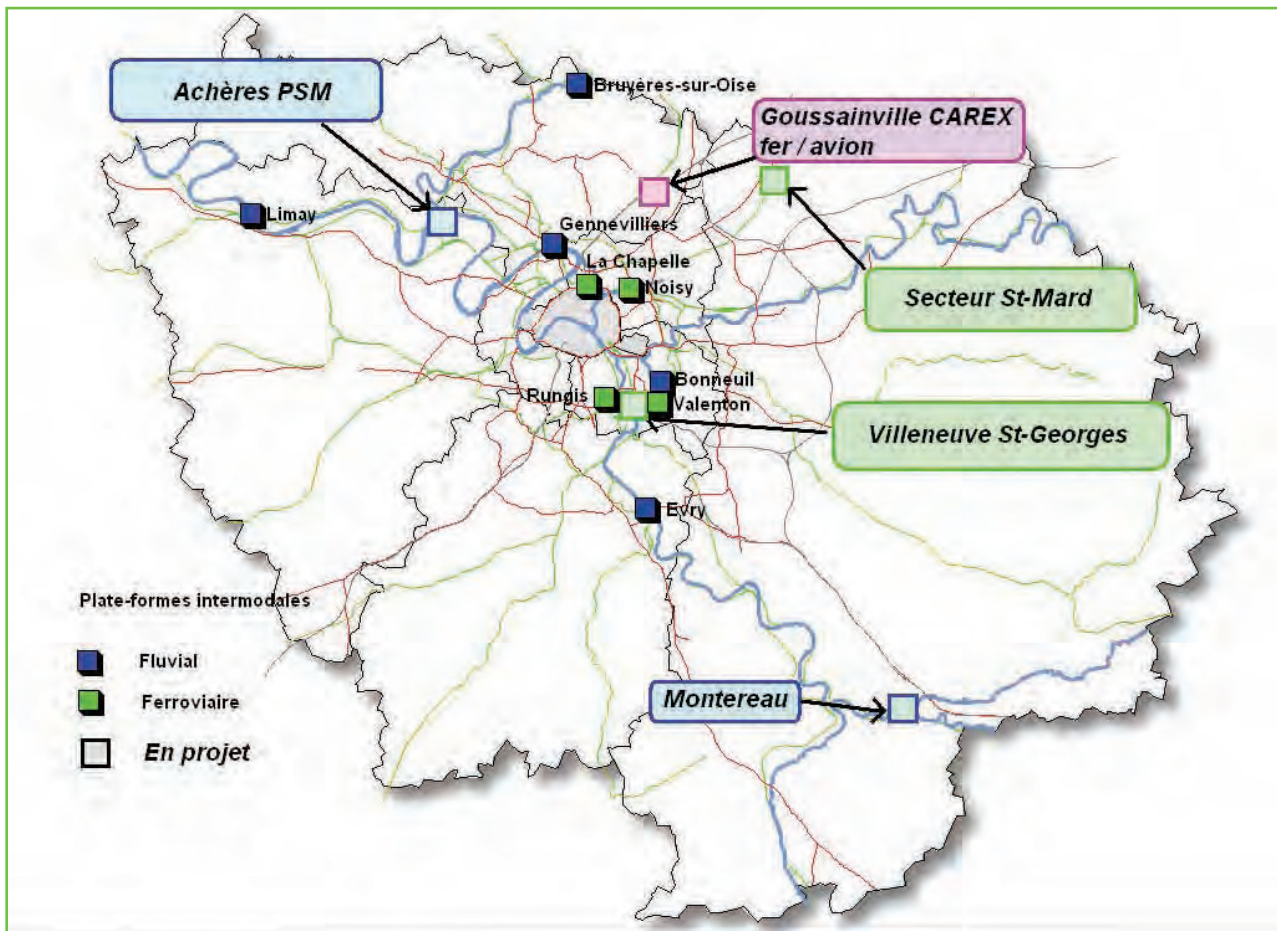 Achères PSM
Bruyères-sur-Oise
Goussainville CAREX
fer / avion
Limay
Gennevilliers
La Chapelle
Noisy
Secteur St-Mard
Bonneuil
Rungis
Valenton
Villeneuve St-Georges
Evry
Plate-formes intermodales
Fluvial
Ferroviaire
En projet
Montereau